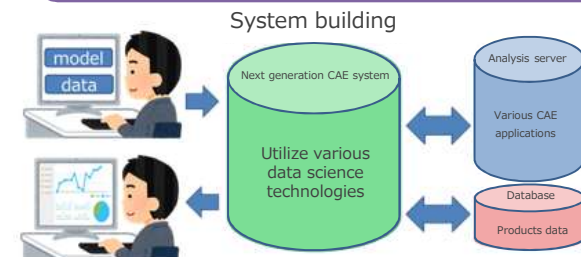 System building
model
data
Next generation CAE system
Utilize various
data science
technologies
Analysis server
Various CAE
applications
Database
Products data